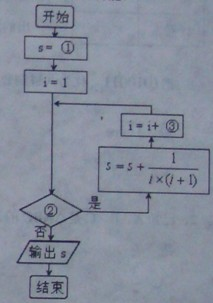 开始
s= ①
i=1
i=i+ ③
s=s+ 1/(i×(i+1))
②
是
否
输出 s
结束